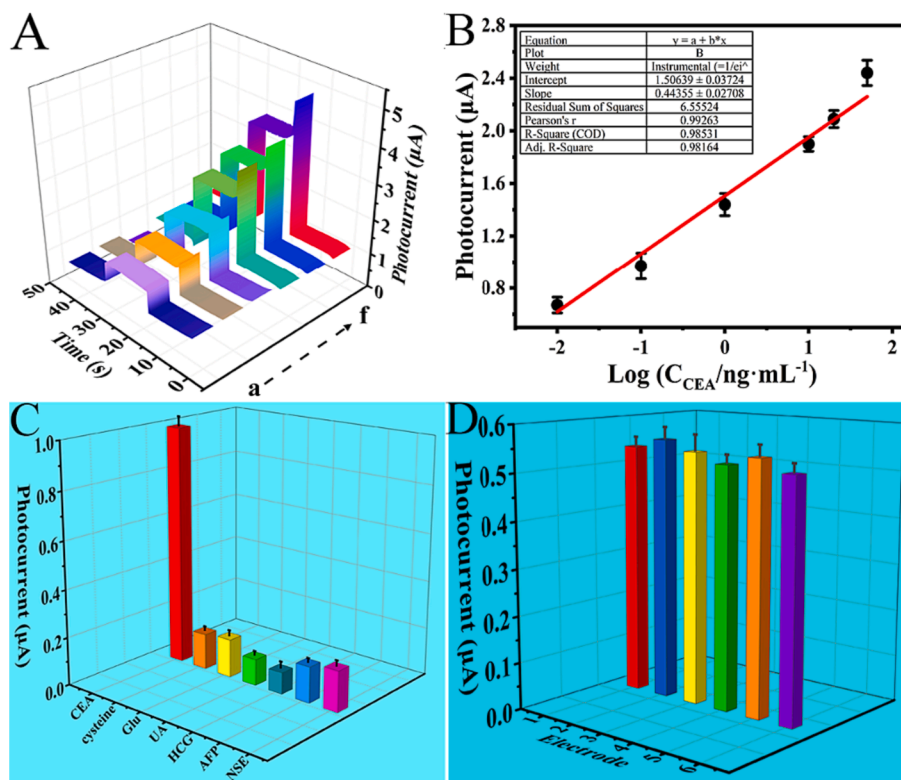 A
5
4
3
2
1
0
Photocurrent (μA)
50
40
30
20
10
0
Time (s)
a
f
B
Equation y = a + b*x
Plot B
Weight Instrumental (=1/ei^
Intercept 1.50639 ± 0.03724
Slope 0.44355 ± 0.02708
Residual Sum of Squares 6.55524
Pearson's r 0.99263
R-Square (COD) 0.98531
Adj. R-Square 0.98164
Photocurrent (μA)
2.8
2.4
2.0
1.6
1.2
0.8
-2 -1 0 1 2
Log (C_CEA/ng·mL⁻¹)
C
Photocurrent (μA)
1.0
0.8
0.6
0.4
0.2
0.0
CEA
cysteine
Glu
UA
HCG
AFP
NSE
D
Photocurrent (μA)
0.6
0.5
0.4
0.3
0.2
0.1
0.0
1
2
3
4
5
6
Electrode